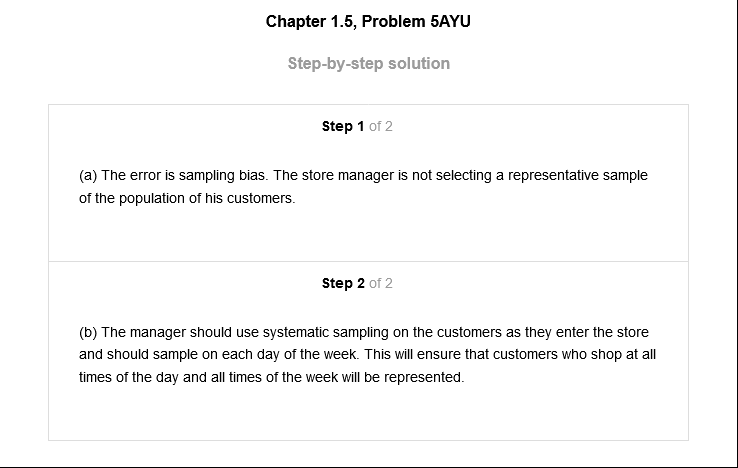 Chapter 1.5, Problem 5AYU
Step-by-step solution
Step 1 of 2
(a) The error is sampling bias. The store manager is not selecting a representative sample
of the population of his customers.
Step 2 of 2
(b) The manager should use systematic sampling on the customers as they enter the store
and should sample on each day of the week. This will ensure that customers who shop at all
times of the day and all times of the week will be represented.